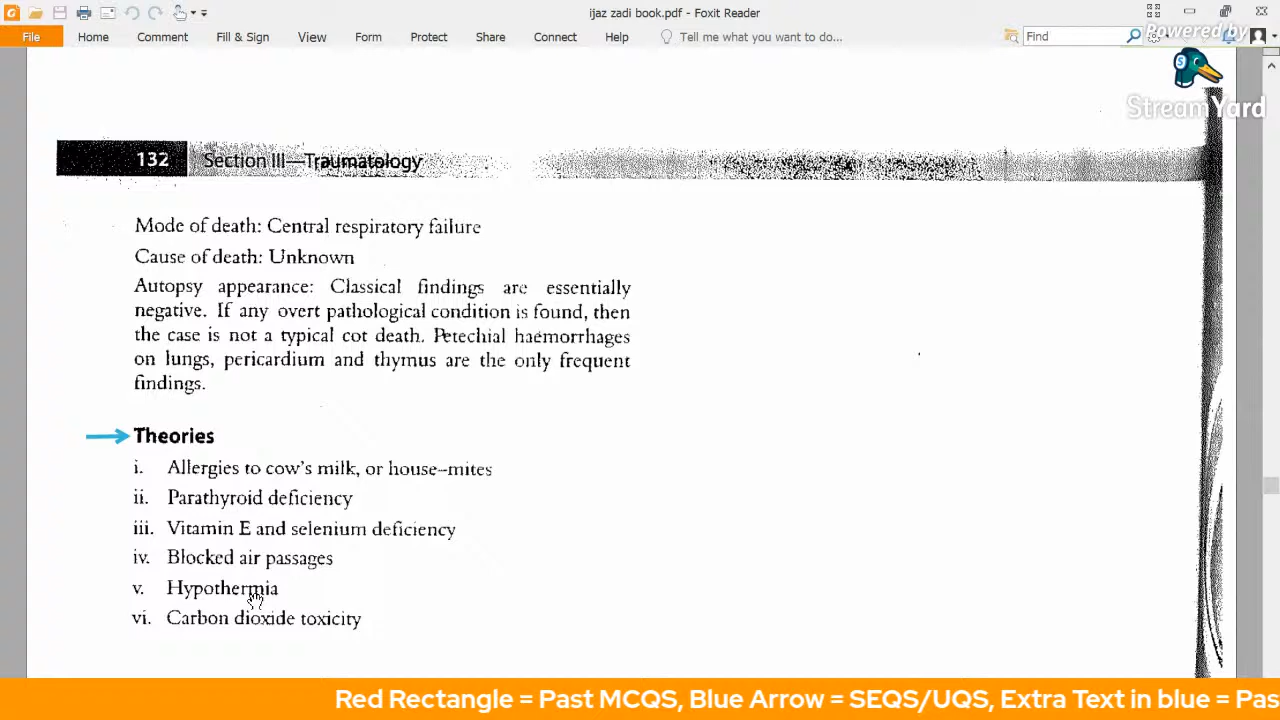 ijaz zadi book.pdf - Foxit Reader
File Home Comment Fill & Sign View Form Protect Share Connect Help Tell me what you want to do... Find
Powered by
S
StreamYard
132 Section III—Traumatology
Mode of death: Central respiratory failure
Cause of death: Unknown
Autopsy appearance: Classical findings are essentially
negative. If any overt pathological condition is found, then
the case is not a typical cot death. Petechial haemorrhages
on lungs, pericardium and thymus are the only frequent
findings.
Theories
i. Allergies to cow's milk, or house-mites
ii. Parathyroid deficiency
iii. Vitamin E and selenium deficiency
iv. Blocked air passages
v. Hypothermia
vi. Carbon dioxide toxicity
Red Rectangle = Past MCQS, Blue Arrow = SEQS/UQS, Extra Text in blue = Pas